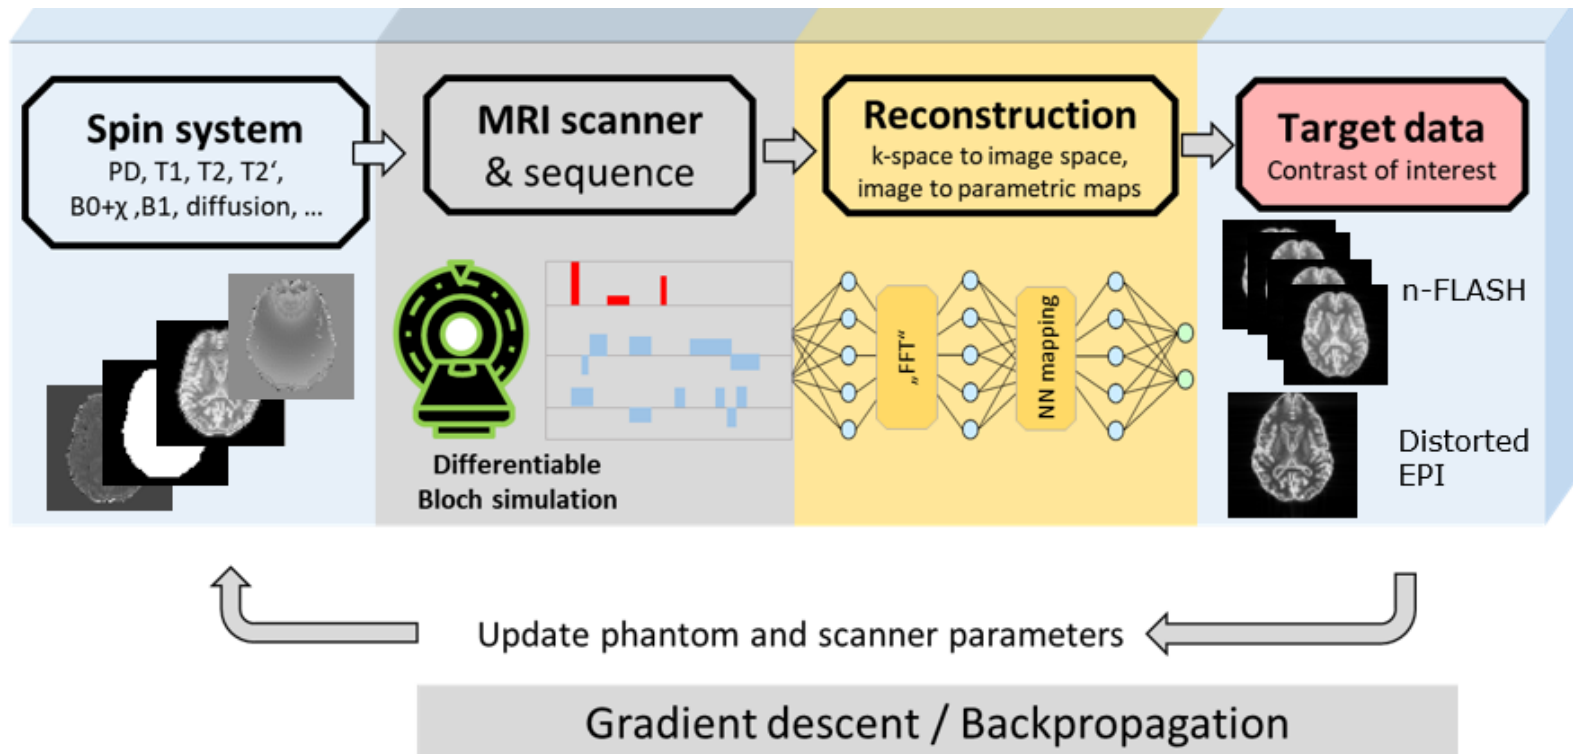 Spin system
PD, T1, T2, T2‘,
B0+χ ,B1, diffusion, ...
MRI scanner
& sequence
Reconstruction
k-space to image space,
image to parametric maps
Target data
Contrast of interest
„FFT“
NN mapping
n-FLASH
Distorted
EPI
Differentiable
Bloch simulation
Update phantom and scanner parameters
Gradient descent / Backpropagation